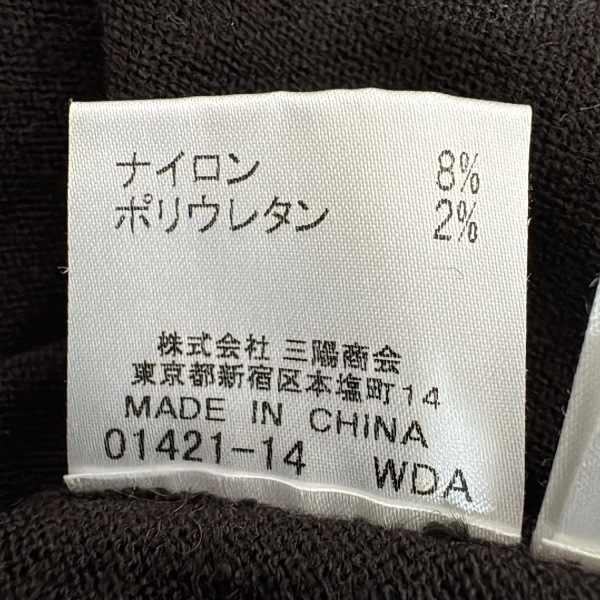 ナイロン 8%
ポリウレタン 2%
株式会社 三陽商会
東京都新宿区本塩町14
MADE IN CHINA
01421-14 WDA